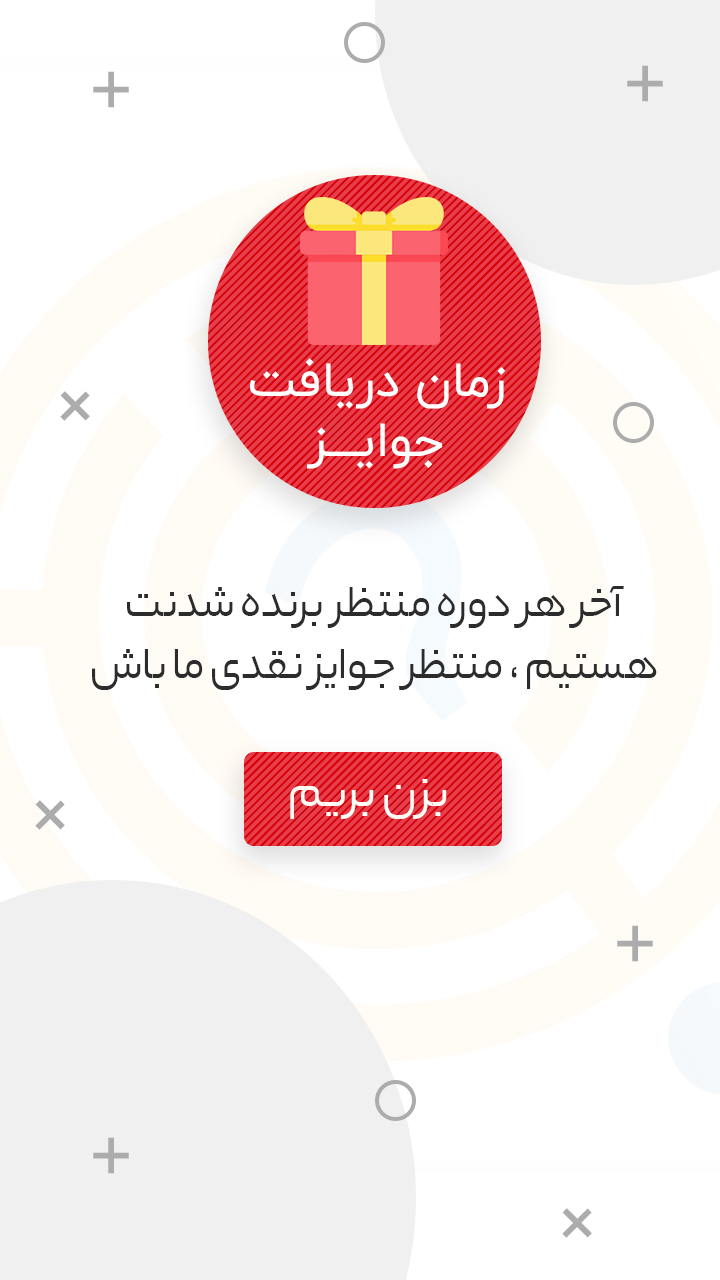 زمان دریافت
جوایـــز
آخر هر دوره منتظر برنده شدنت
هستیم ، منتظر جوایز نقدی ما باش
بزن بریـم